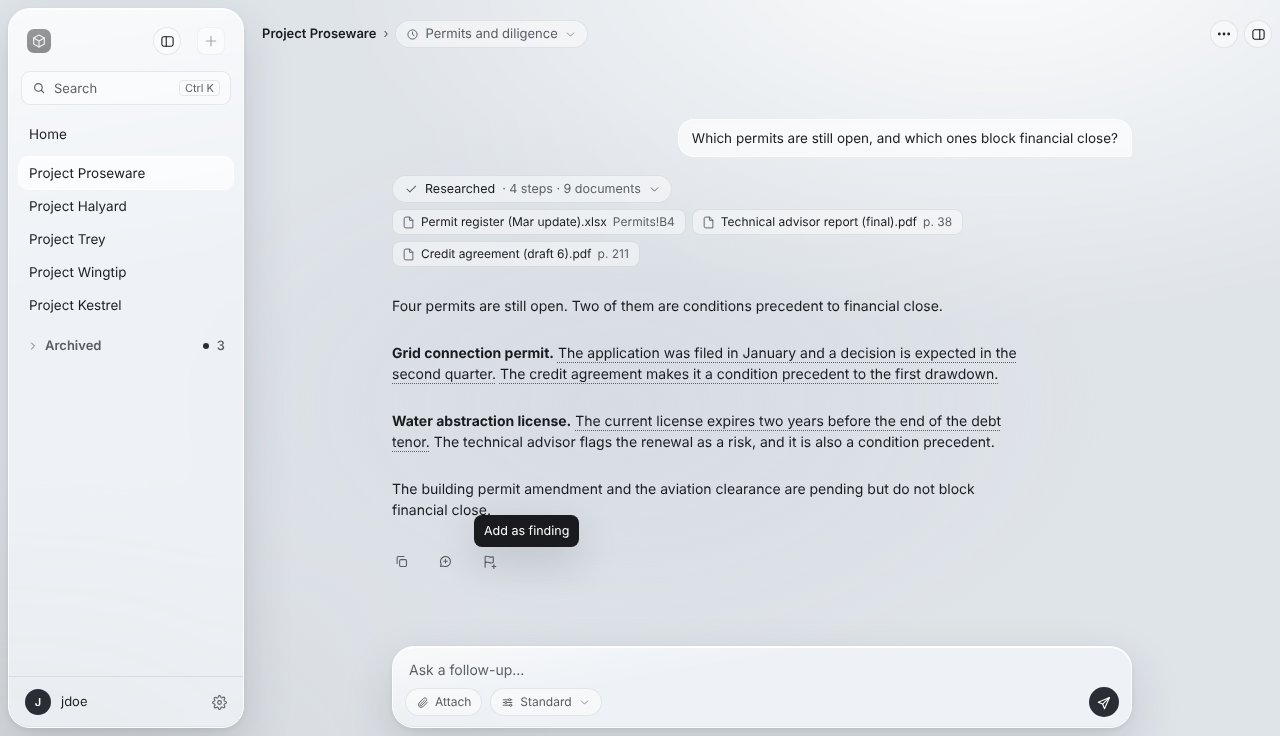 Project Proseware › Permits and diligence
Search Ctrl K
Home
Project Proseware
Project Halyard
Project Trey
Project Wingtip
Project Kestrel
Archived 3
J jdoe
Which permits are still open, and which ones block financial close?
Researched · 4 steps · 9 documents
Permit register (Mar update).xlsx Permits!B4 Technical advisor report (final).pdf p. 38
Credit agreement (draft 6).pdf p. 211
Four permits are still open. Two of them are conditions precedent to financial close.
Grid connection permit. The application was filed in January and a decision is expected in the
second quarter. The credit agreement makes it a condition precedent to the first drawdown.
Water abstraction license. The current license expires two years before the end of the debt
tenor. The technical advisor flags the renewal as a risk, and it is also a condition precedent.
The building permit amendment and the aviation clearance are pending but do not block
financial close.
Add as finding
Ask a follow-up...
Attach Standard